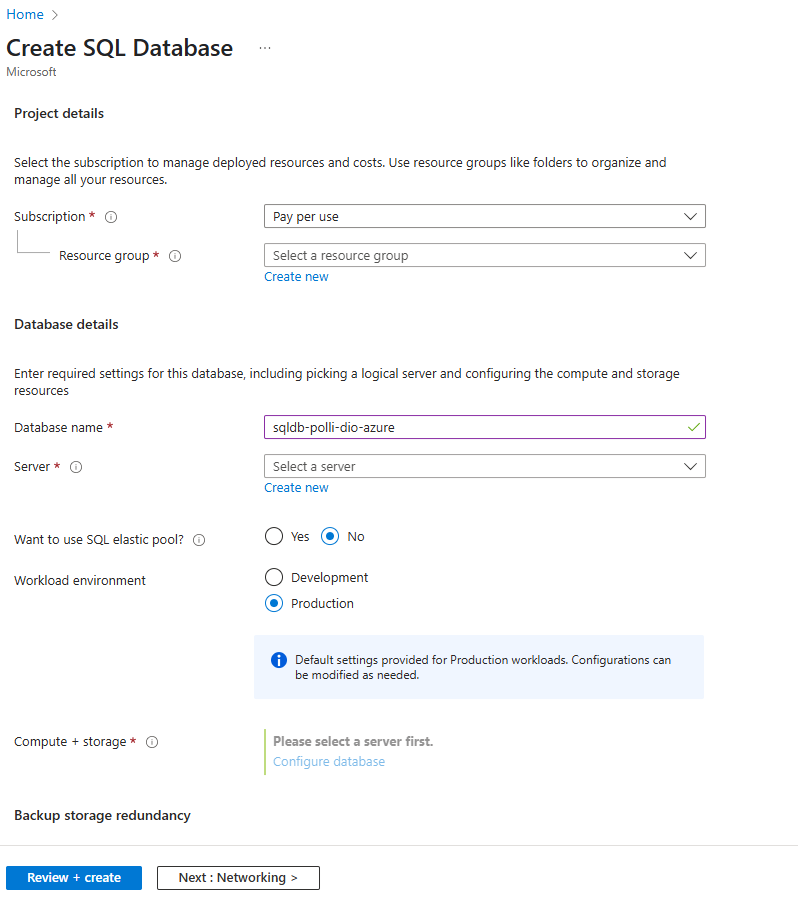 Home >
Create SQL Database ...
Microsoft
Project details
Select the subscription to manage deployed resources and costs. Use resource groups like folders to organize and
manage all your resources.
Subscription * Pay per use
Resource group * Select a resource group
Create new
Database details
Enter required settings for this database, including picking a logical server and configuring the compute and storage
resources
Database name * sqldb-polli-dio-azure
Server * Select a server
Create new
Want to use SQL elastic pool? Yes No
Workload environment Development
Production
Default settings provided for Production workloads. Configurations can
be modified as needed.
Compute + storage * Please select a server first.
Configure database
Backup storage redundancy
Review + create Next : Networking >